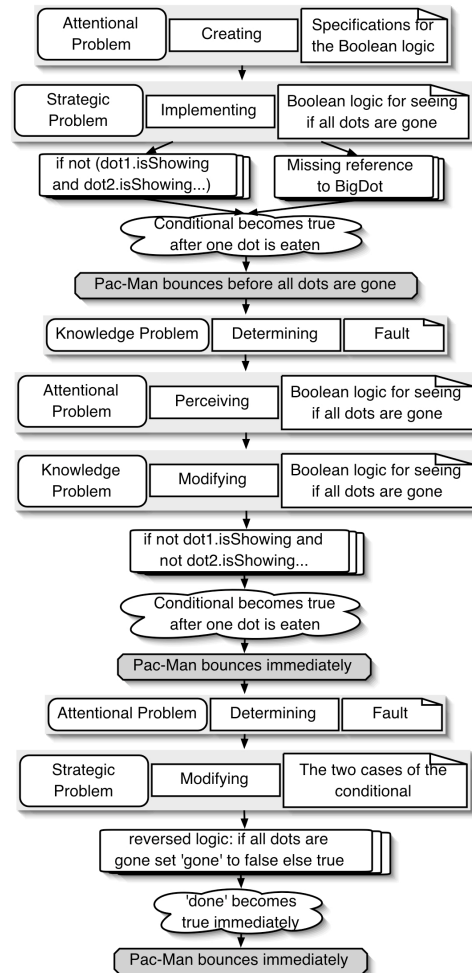 Attentional
Problem
Creating
Specifications for
the Boolean logic
Strategic
Problem
Implementing
Boolean logic for seeing
if all dots are gone
if not (dot1.isShowing
and dot2.isShowing...)
Missing reference
to BigDot
Conditional becomes true
after one dot is eaten
Pac-Man bounces before all dots are gone
Knowledge Problem
Determining
Fault
Attentional
Problem
Perceiving
Boolean logic for seeing
if all dots are gone
Knowledge
Problem
Modifying
Boolean logic for seeing
if all dots are gone
if not dot1.isShowing and
not dot2.isShowing...
Conditional becomes true
after one dot is eaten
Pac-Man bounces immediately
Attentional Problem
Determining
Fault
Strategic
Problem
Modifying
The two cases of the
conditional
reversed logic: if all dots are
gone set 'gone' to false else true
'done' becomes
true immediately
Pac-Man bounces immediately